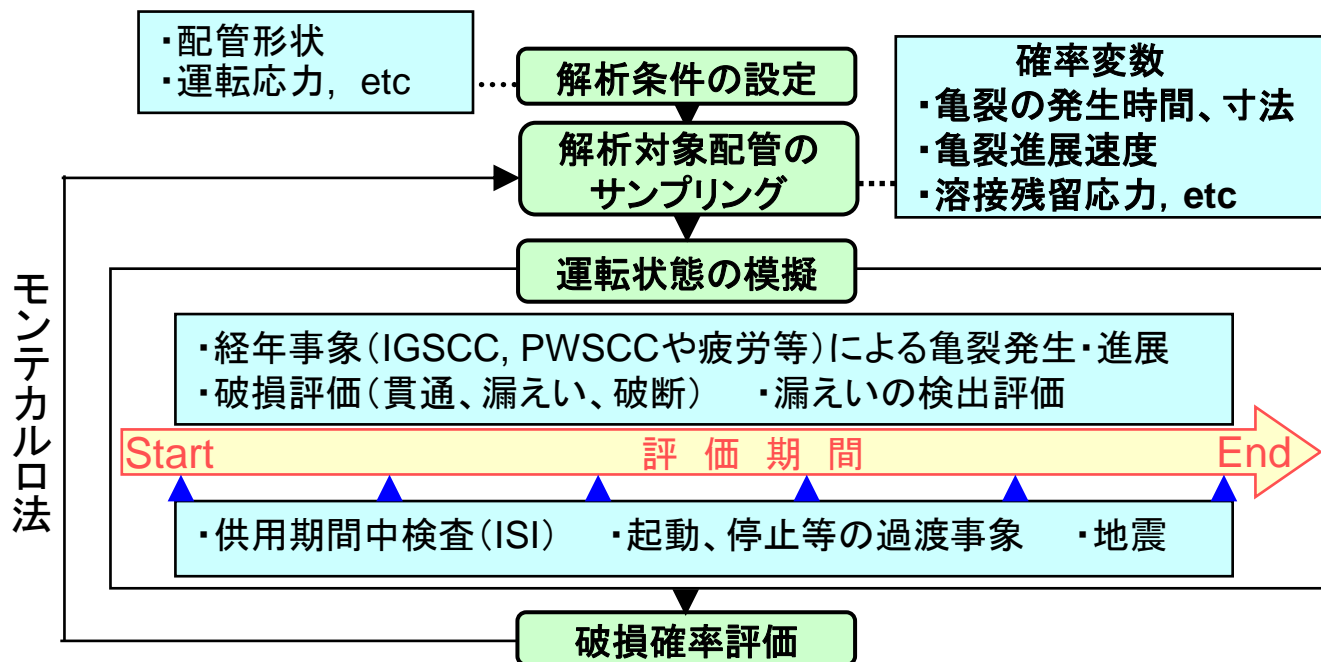 ・配管形状
・運転応力, etc
解析条件の設定
確率変数
・亀裂の発生時間、寸法
・亀裂進展速度
・溶接残留応力, etc
解析対象配管の
サンプリング
運転状態の模擬
モンテカルロ法
・経年事象(IGSCC, PWSCCや疲労等)による亀裂発生・進展
・破損評価(貫通、漏えい、破断) ・漏えいの検出評価
Start 評価期間 End
・供用期間中検査(ISI) ・起動、停止等の過渡事象 ・地震
破損確率評価